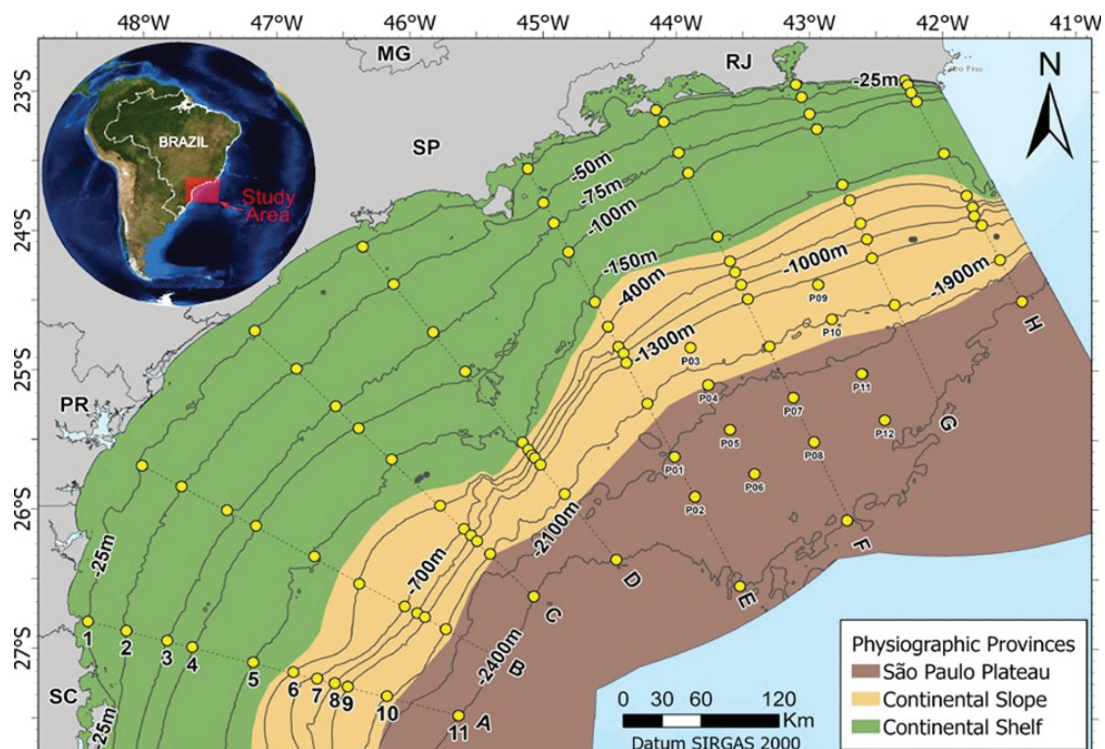 48°W 47°W 46°W 45°W 44°W 43°W 42°W 41°W
MG
RJ
N
23°S
-25m
BRAZIL
SP
-50m
-75m
Study
Area
24°S
-100m
-150m
-400m
-1000m
-1900m
P09
P10
H
-1300m
P03
25°S
PR
P04
P11
P07
P12
G
P05
P01
P08
P06
26°S
P02
-2100m
F
-25m
-700m
D
E
C
1 2 3 4 5 6 7 8 9 10 11
27°S
B
-2400m
A
SC
-25m
Physiographic Provinces
São Paulo Plateau
Continental Slope
Continental Shelf
0 30 60 120
Km
Datum SIRGAS 2000